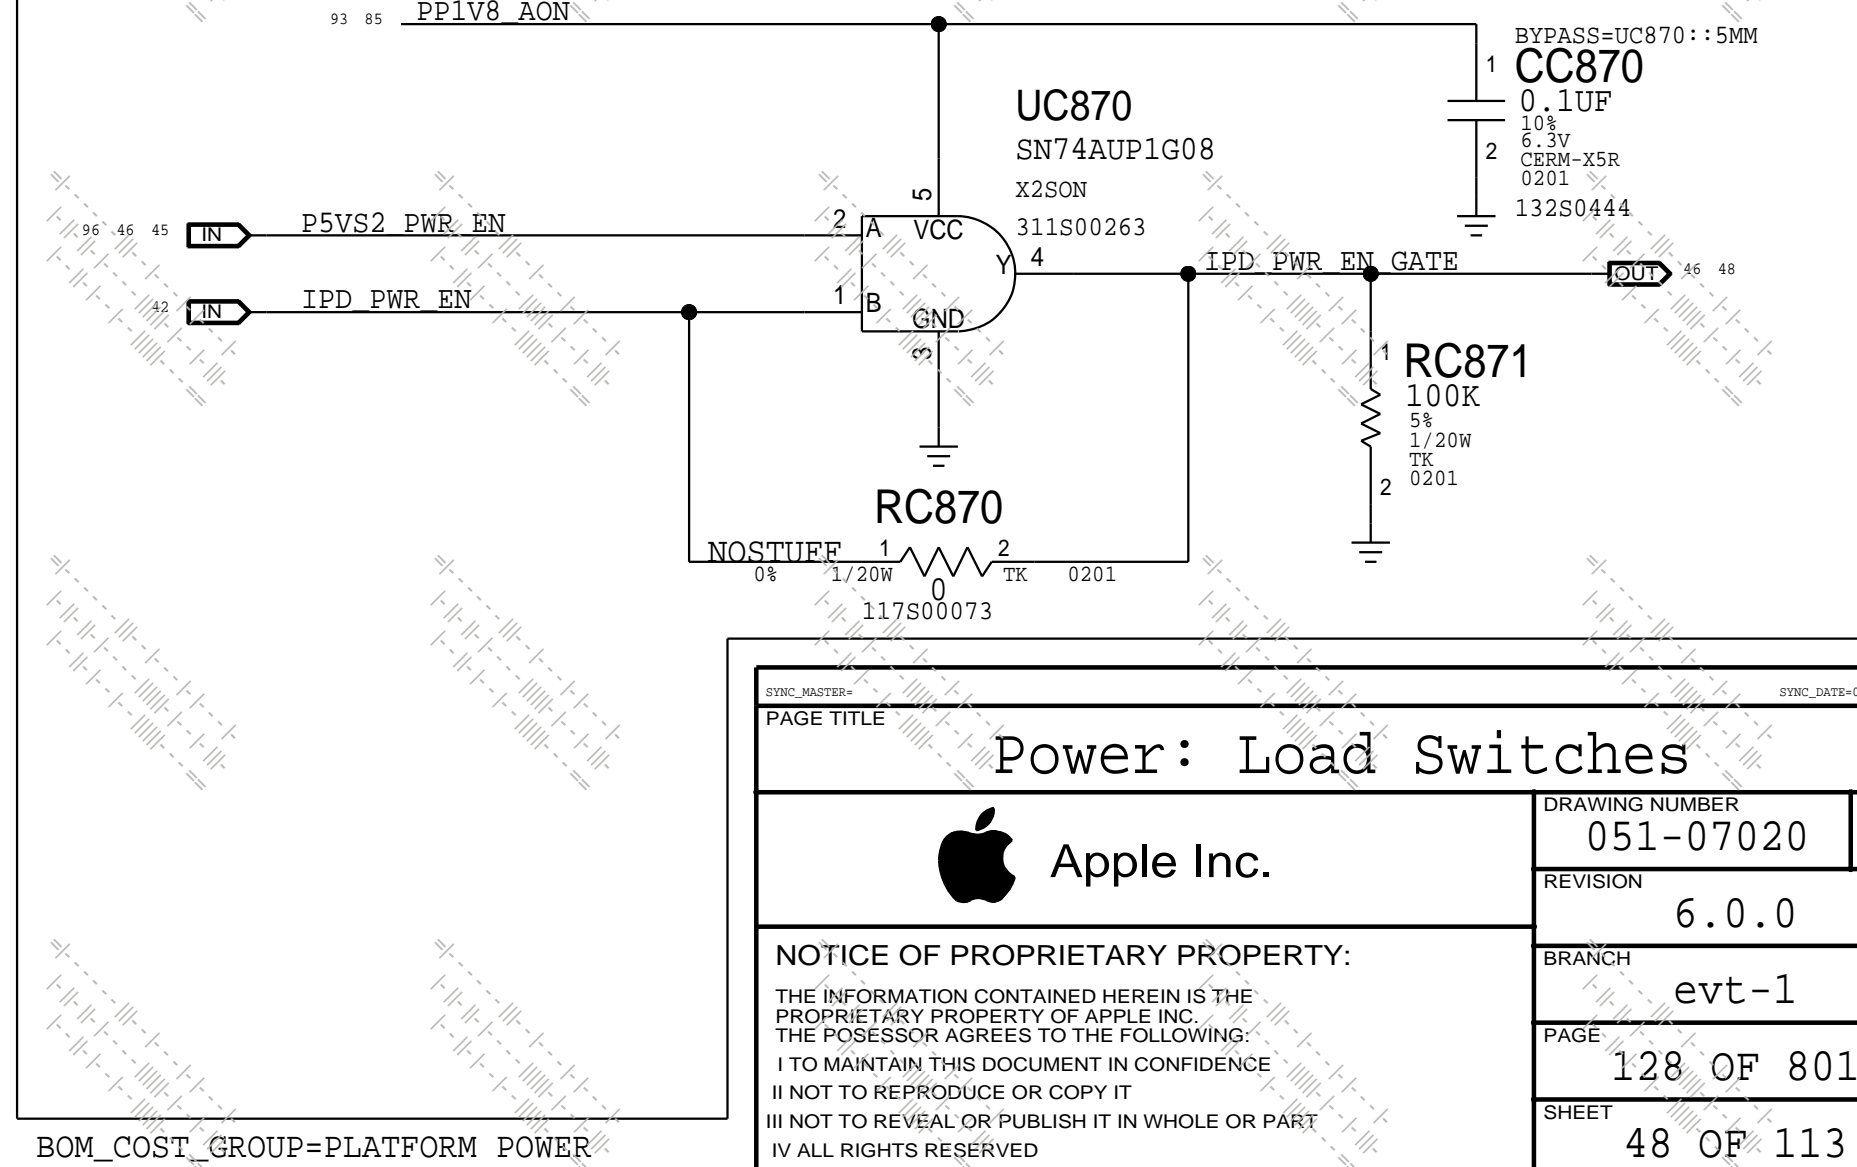 93 85 PP1V8_AON
BYPASS=UC870::5MM
1
CC870
0.1UF
10%
6.3V
2
CERM-X5R
0201
132S0444
UC870
SN74AUP1G08
X2SON
311S00263
5
96 46 45 IN P5VS2_PWR_EN 2 A VCC
Y 4 IPD_PWR_EN_GATE OUT 46 48
42 IN IPD_PWR_EN 1 B
GND
3
1
RC871
100K
5%
1/20W
TK
0201
2
RC870
NOSTUFF 1 2
0% 1/20W TK 0201
0
117S00073
SYNC_MASTER= SYNC_DATE=0
PAGE TITLE
Power: Load Switches
Apple Inc.
DRAWING NUMBER
051-07020
REVISION
6.0.0
BRANCH
evt-1
PAGE
128 OF 801
SHEET
48 OF 113
NOTICE OF PROPRIETARY PROPERTY:
THE INFORMATION CONTAINED HEREIN IS THE
PROPRIETARY PROPERTY OF APPLE INC.
THE POSESSOR AGREES TO THE FOLLOWING:
I TO MAINTAIN THIS DOCUMENT IN CONFIDENCE
II NOT TO REPRODUCE OR COPY IT
III NOT TO REVEAL OR PUBLISH IT IN WHOLE OR PART
IV ALL RIGHTS RESERVED
BOM_COST_GROUP=PLATFORM POWER